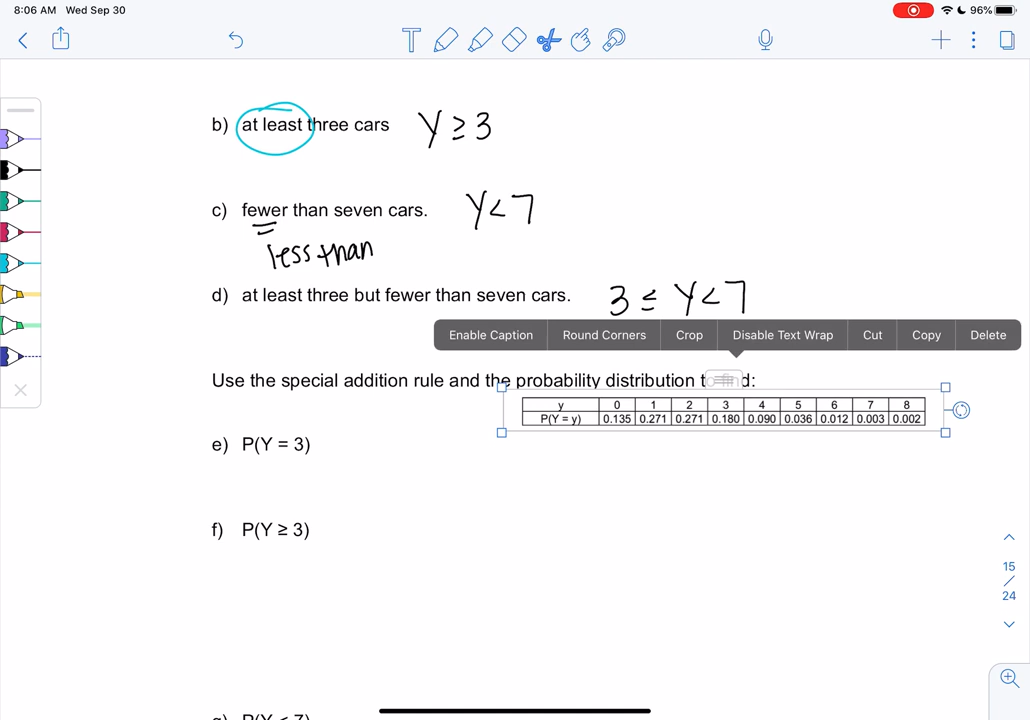 8:06 AM Wed Sep 30
96%
b) at least three cars Y ≥ 3
c) fewer than seven cars. Y < 7
less than
d) at least three but fewer than seven cars. 3 ≤ Y < 7
Enable Caption Round Corners Crop Disable Text Wrap Cut Copy Delete
Use the special addition rule and the probability distribution to find:
y 0 1 2 3 4 5 6 7 8
P(Y = y) 0.135 0.271 0.271 0.180 0.090 0.036 0.012 0.003 0.002
e) P(Y = 3)
f) P(Y ≥ 3)
15
/
24